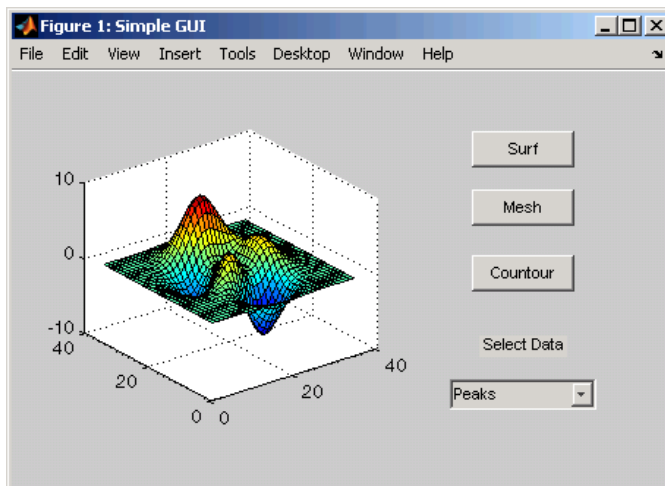 Figure 1: Simple GUI
File Edit View Insert Tools Desktop Window Help
Surf
Mesh
Countour
Select Data
Peaks
10
0
-10
40
20
0
0
20
40